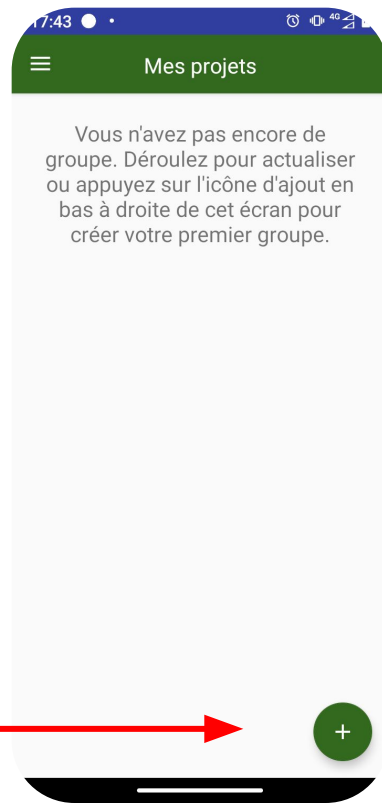 17:43
4G
Mes projets
Vous n'avez pas encore de
groupe. Déroulez pour actualiser
ou appuyez sur l'icône d'ajout en
bas à droite de cet écran pour
créer votre premier groupe.
+